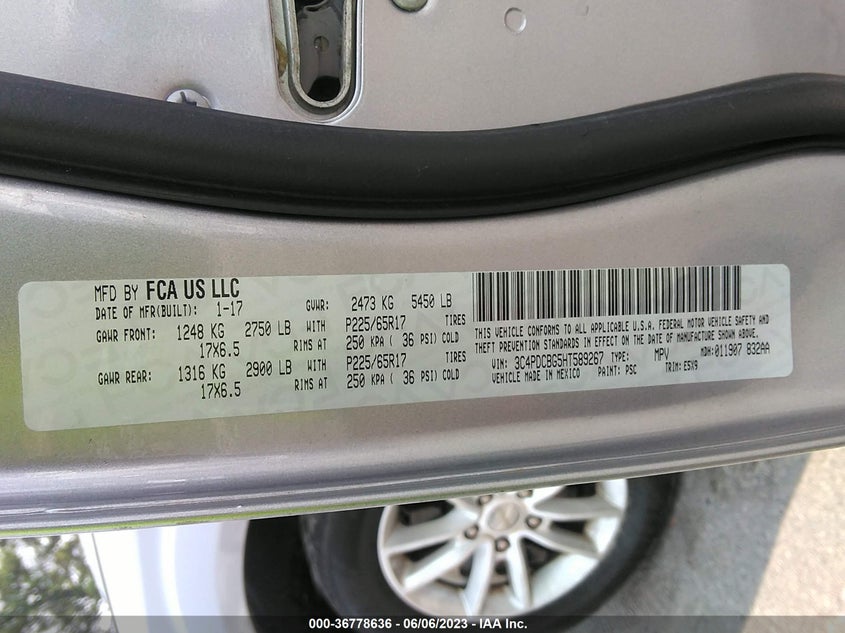 MFD BY FCA US LLC
DATE OF MFR(BUILT): 1-17 GVWR: 2473 KG 5450 LB
GAWR FRONT: 1248 KG 2750 LB WITH P225/65R17 TIRES
17X6.5 RIMS AT 250 KPA ( 36 PSI) COLD
GAWR REAR: 1316 KG 2900 LB WITH P225/65R17 TIRES
17X6.5 RIMS AT 250 KPA ( 36 PSI) COLD
THIS VEHICLE CONFORMS TO ALL APPLICABLE U.S.A. FEDERAL MOTOR VEHICLE SAFETY AND
THEFT PREVENTION STANDARDS IN EFFECT ON THE DATE OF MANUFACTURE SHOWN ABOVE.
VIN: 3C4PDCBG5HT589267 TYPE: MPV MDH: 011907 832AA
VEHICLE MADE IN MEXICO PAINT: PSC TRIM: E5X9
000-36778636 - 06/06/2023 - IAA Inc.